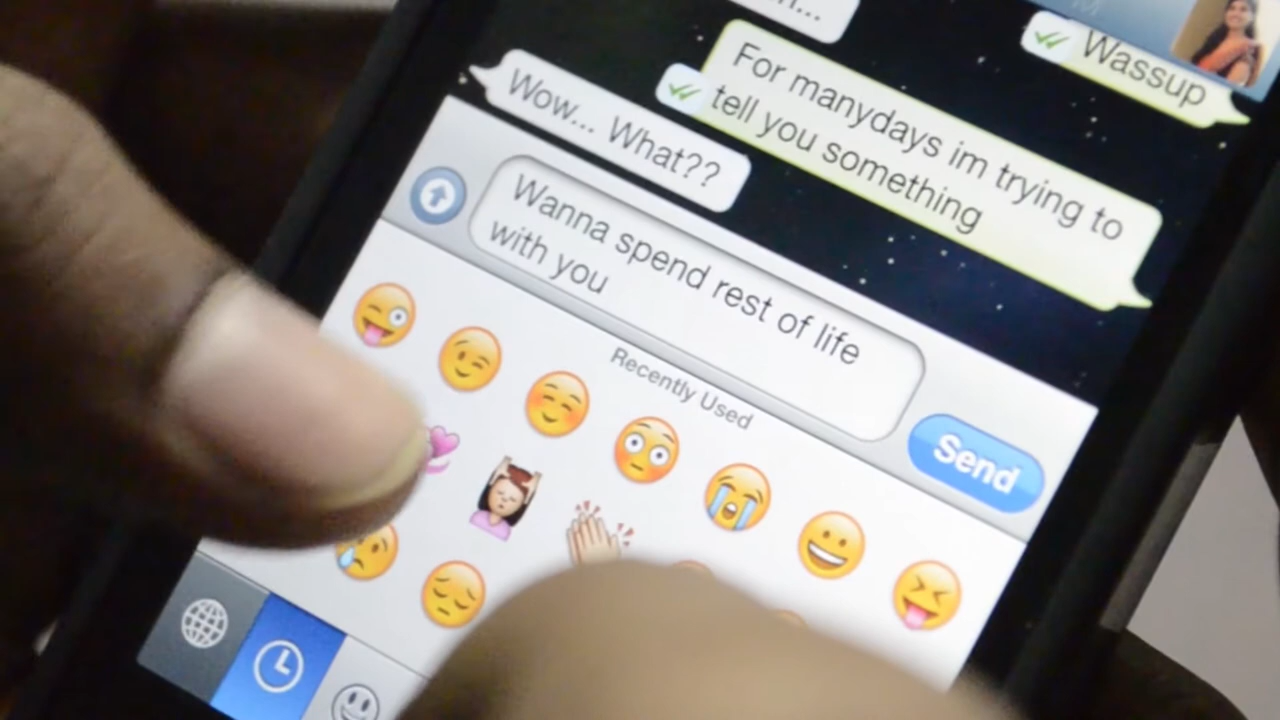 Wassup
For manydays im trying to
tell you something
Wow... What??
Wanna spend rest of life
with you
Send
Recently Used